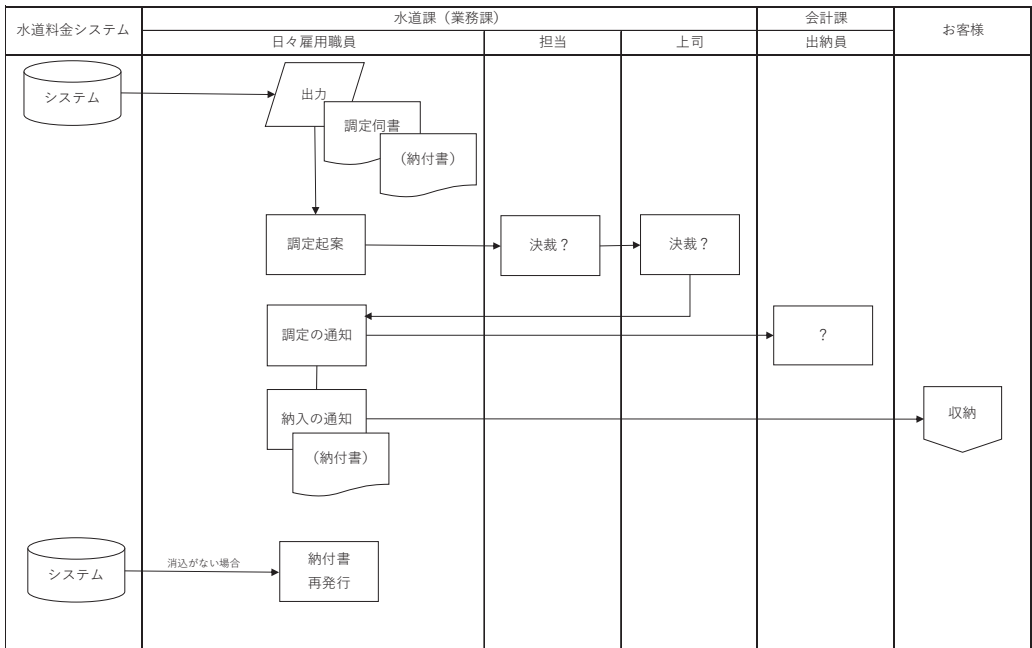 水道料金システム
水道課（業務課）
会計課
お客様
日々雇用職員
担当
上司
出納員
システム
出力
調定伺書
（納付書）
調定起案
決裁？
決裁？
調定の通知
？
納入の通知
（納付書）
収納
システム
消込がない場合
納付書
再発行